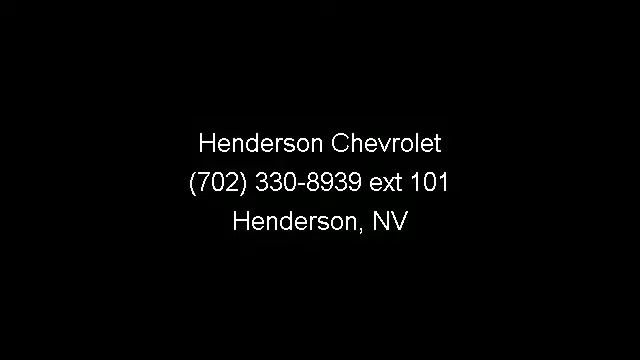 Henderson Chevrolet
(702) 330-8939 ext 101
Henderson, NV